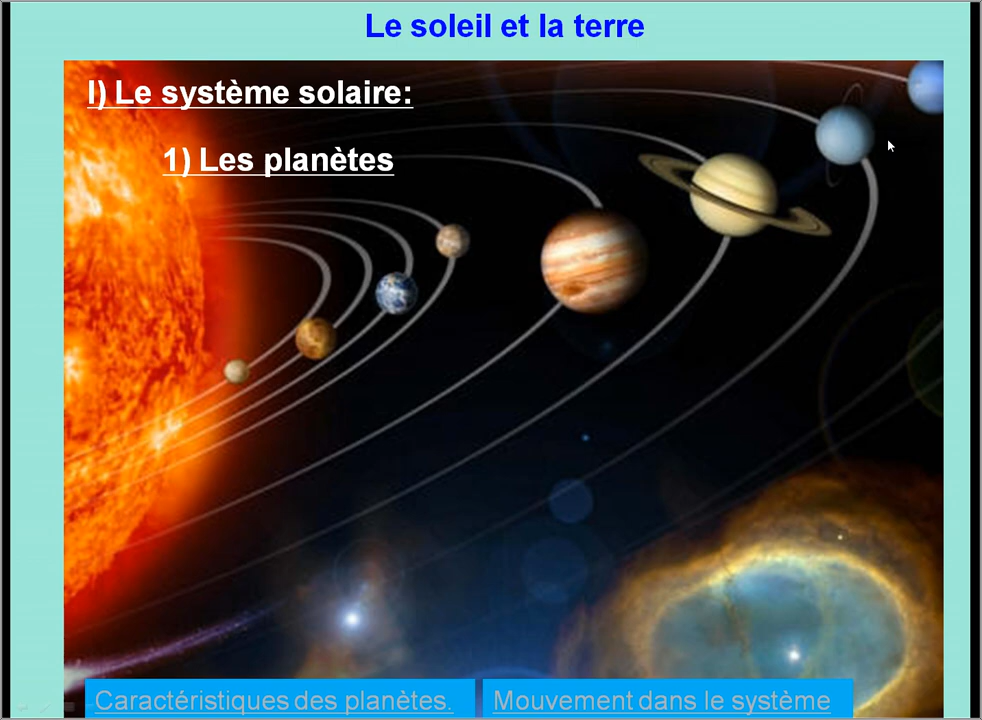 Le soleil et la terre
I) Le système solaire:
1) Les planètes
Caractéristiques des planètes.
Mouvement dans le système